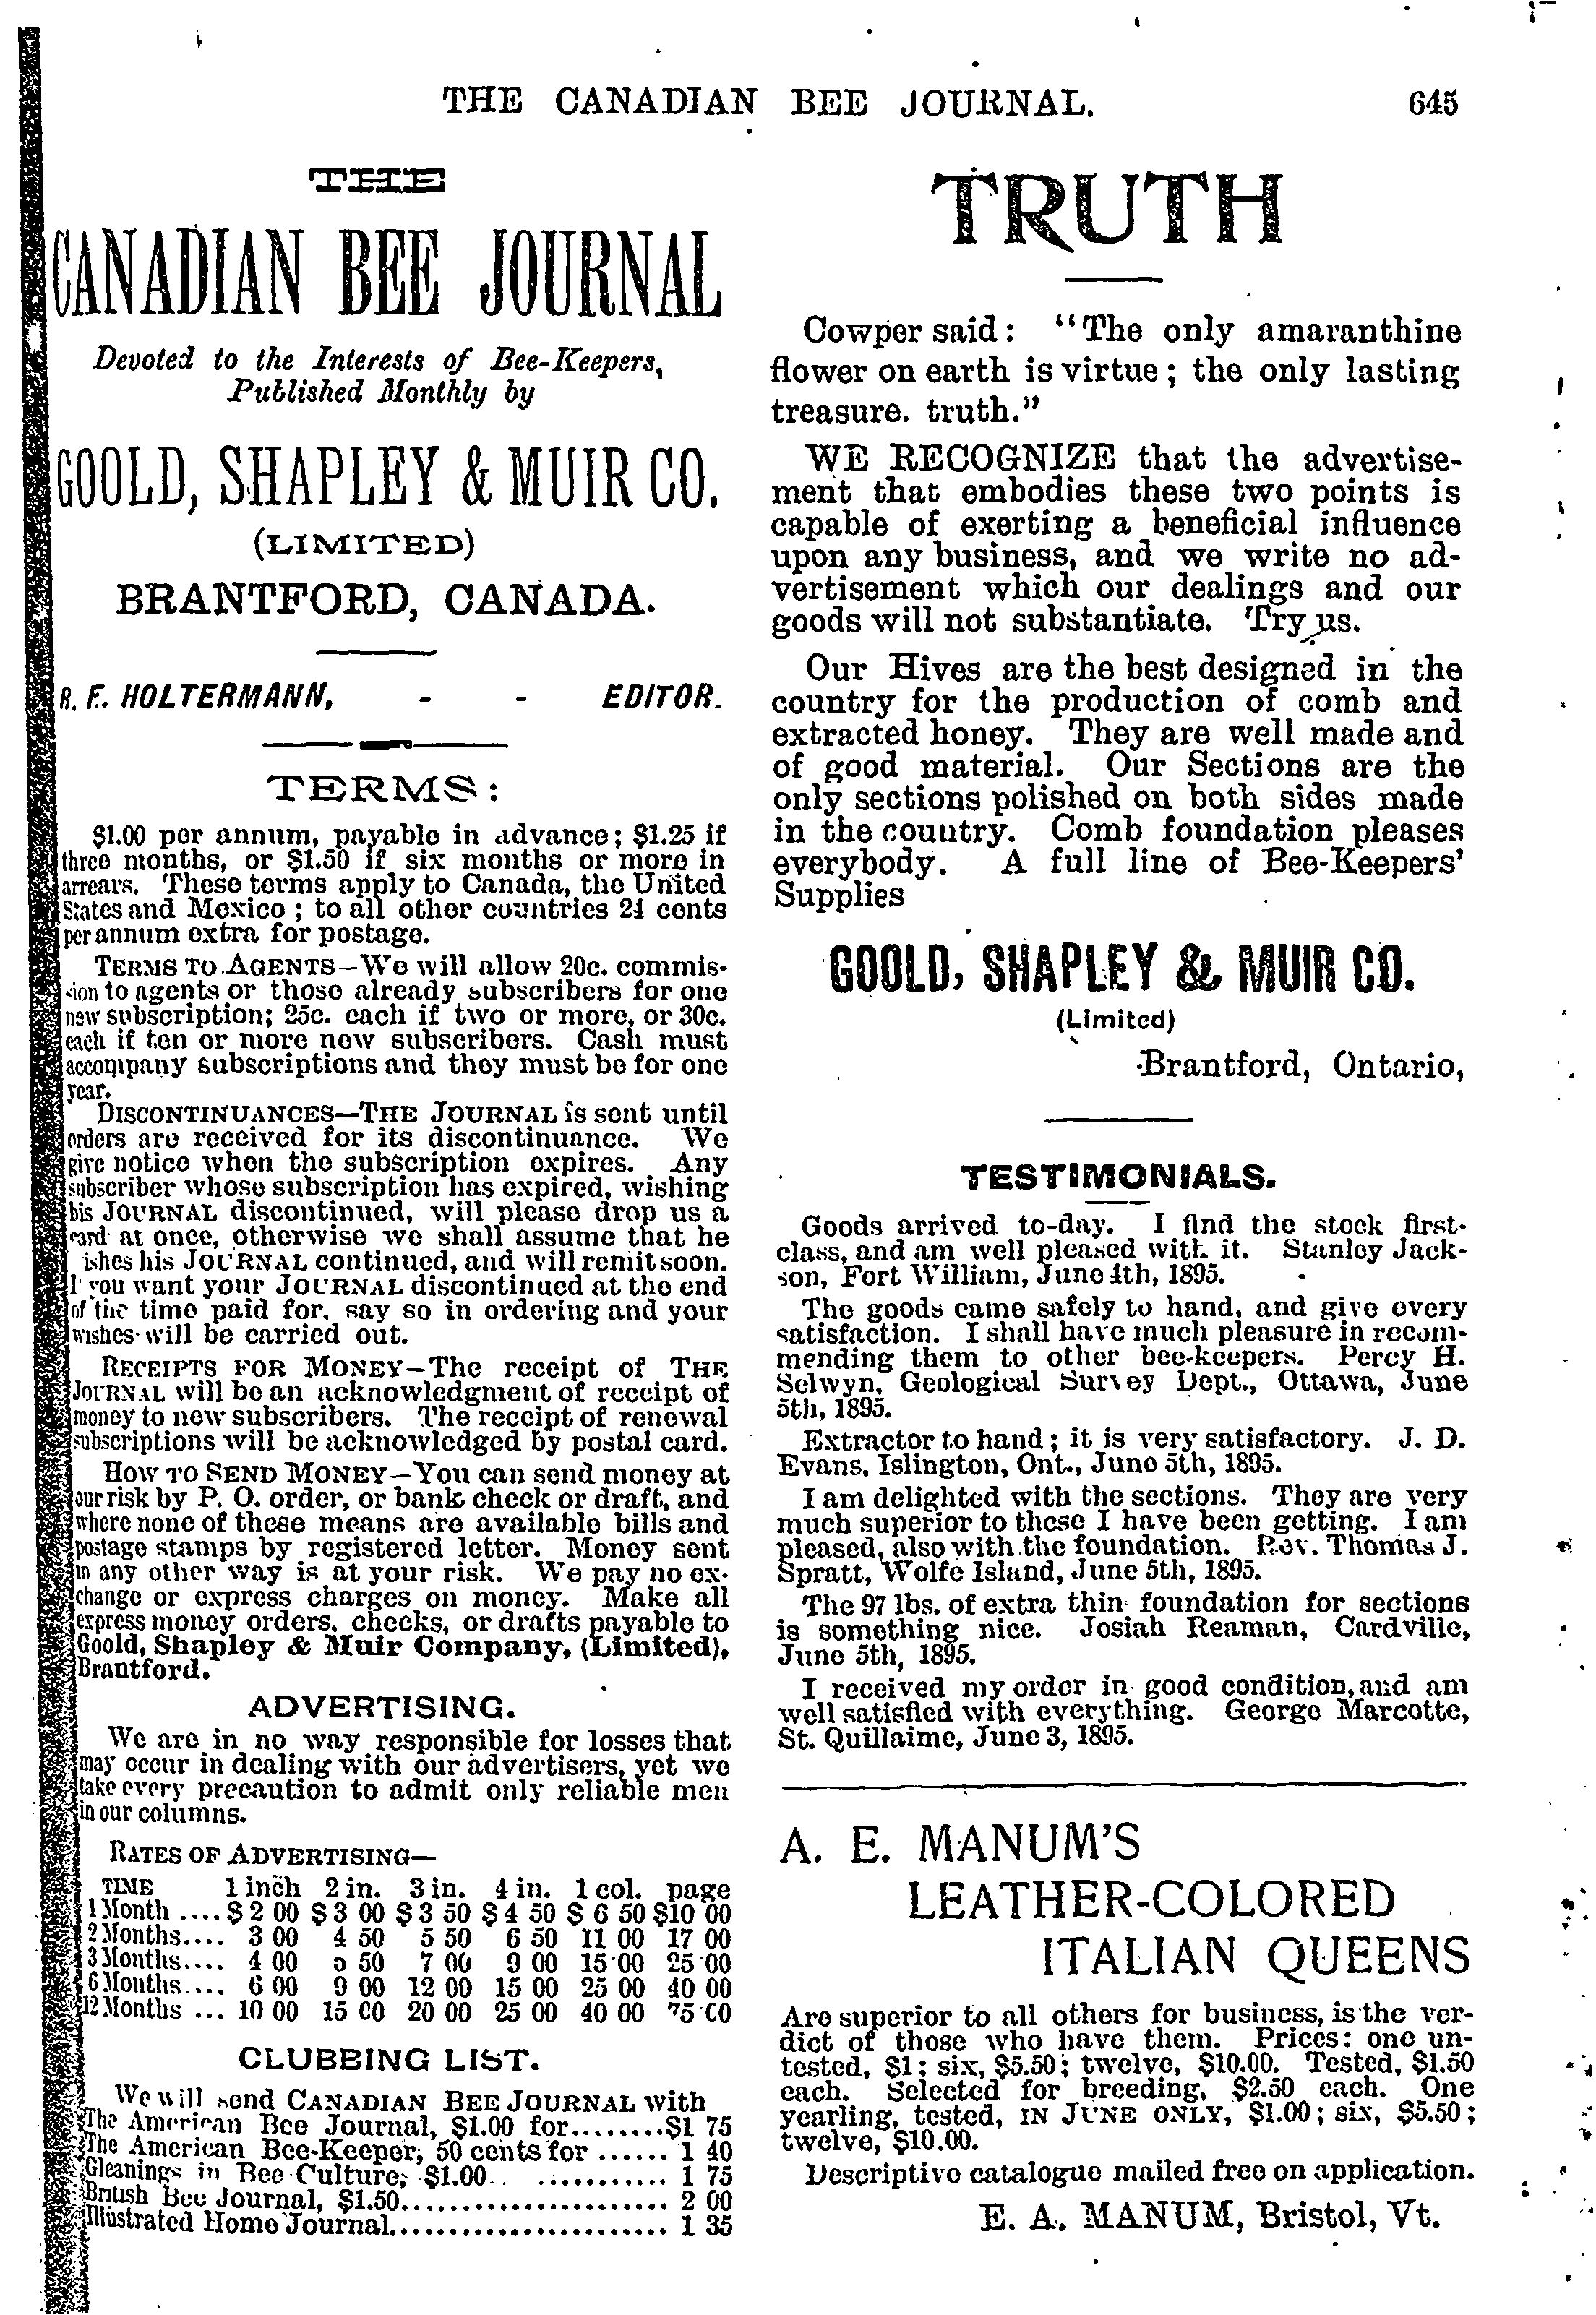 THE CANADIAN BEE JOURNAL. 645
THE
CANADIAN BEE JOURNAL
Devoted to the Interests of Bee-Keepers,
Published Monthly by
GOOLD, SHAPLEY & MUIR CO.
(LIMITED)
BRANTFORD, CANADA.
R. F. HOLTERMANN, - - EDITOR.
TERMS:
$1.00 per annum, payable in advance; $1.25 if
three months, or $1.50 if six months or more in
arrears. These terms apply to Canada, the United
States and Mexico; to all other countries 24 cents
per annum extra for postage.
TERMS TO AGENTS—We will allow 20c. commis-
sion to agents or those already subscribers for one
new subscription; 25c. each if two or more, or 30c.
each if ten or more new subscribers. Cash must
accompany subscriptions and they must be for one
year.
DISCONTINUANCES—THE JOURNAL is sent until
orders are received for its discontinuance. We
give notice when the subscription expires. Any
subscriber whose subscription has expired, wishing
his JOURNAL discontinued, will please drop us a
card at once, otherwise we shall assume that he
ishes his JOURNAL continued, and will remit soon.
If you want your JOURNAL discontinued at the end
of the time paid for, say so in ordering and your
wishes will be carried out.
RECEIPTS FOR MONEY—The receipt of THE
JOURNAL will be an acknowledgment of receipt of
money to new subscribers. The receipt of renewal
subscriptions will be acknowledged by postal card.
HOW TO SEND MONEY—You can send money at
our risk by P. O. order, or bank check or draft, and
where none of these means are available bills and
postage stamps by registered letter. Money sent
in any other way is at your risk. We pay no ex-
change or express charges on money. Make all
express money orders, checks, or drafts payable to
Goold, Shapley & Muir Company, (Limited),
Brantford.
ADVERTISING.
We are in no way responsible for losses that
may occur in dealing with our advertisers, yet we
take every precaution to admit only reliable men
in our columns.
RATES OF ADVERTISING—
TIME 1 inch 2 in. 3 in. 4 in. 1 col. page
1 Month .... $ 2 00 $ 3 00 $ 3 50 $ 4 50 $ 6 50 $10 00
2 Months.... 3 00 4 50 5 50 6 50 11 00 17 00
3 Months.... 4 00 5 50 7 00 9 00 15 00 25 00
6 Months.... 6 00 9 00 12 00 15 00 25 00 40 00
12 Months ... 10 00 15 00 20 00 25 00 40 00 75 00
CLUBBING LIST.
We will send CANADIAN BEE JOURNAL with
The American Bee Journal, $1.00 for........$1 75
The American Bee-Keeper, 50 cents for ...... 1 40
Gleanings in Bee Culture, $1.00.. ........... 1 75
British Bee Journal, $1.50...................... 2 00
Illustrated Home Journal....................... 1 35
TRUTH
Cowper said: "The only amaranthine
flower on earth is virtue; the only lasting
treasure. truth."
WE RECOGNIZE that the advertise-
ment that embodies these two points is
capable of exerting a beneficial influence
upon any business, and we write no ad-
vertisement which our dealings and our
goods will not substantiate. Try us.
Our Hives are the best designed in the
country for the production of comb and
extracted honey. They are well made and
of good material. Our Sections are the
only sections polished on both sides made
in the country. Comb foundation pleases
everybody. A full line of Bee-Keepers'
Supplies
GOOLD, SHAPLEY & MUIR CO.
(Limited)
Brantford, Ontario,
TESTIMONIALS.
Goods arrived to-day. I find the stock first-
class, and am well pleased with it. Stanley Jack-
son, Fort William, June 4th, 1895.
The goods came safely to hand, and give every
satisfaction. I shall have much pleasure in recom-
mending them to other bee-keepers. Percy H.
Selwyn, Geological Survey Dept., Ottawa, June
5th, 1895.
Extractor to hand; it is very satisfactory. J. D.
Evans, Islington, Ont., June 5th, 1895.
I am delighted with the sections. They are very
much superior to these I have been getting. I am
pleased, also with the foundation. Rev. Thomas J.
Spratt, Wolfe Island, June 5th, 1895.
The 97 lbs. of extra thin foundation for sections
is something nice. Josiah Reaman, Cardville,
June 5th, 1895.
I received my order in good condition, and am
well satisfied with everything. George Marcotte,
St. Quillaime, June 3, 1895.
A. E. MANUM'S
LEATHER-COLORED
ITALIAN QUEENS
Are superior to all others for business, is the ver-
dict of those who have them. Prices: one un-
tested, $1; six, $5.50; twelve, $10.00. Tested, $1.50
each. Selected for breeding, $2.50 each. One
yearling, tested, IN JUNE ONLY, $1.00; six, $5.50;
twelve, $10.00.
Descriptive catalogue mailed free on application.
E. A. MANUM, Bristol, Vt.